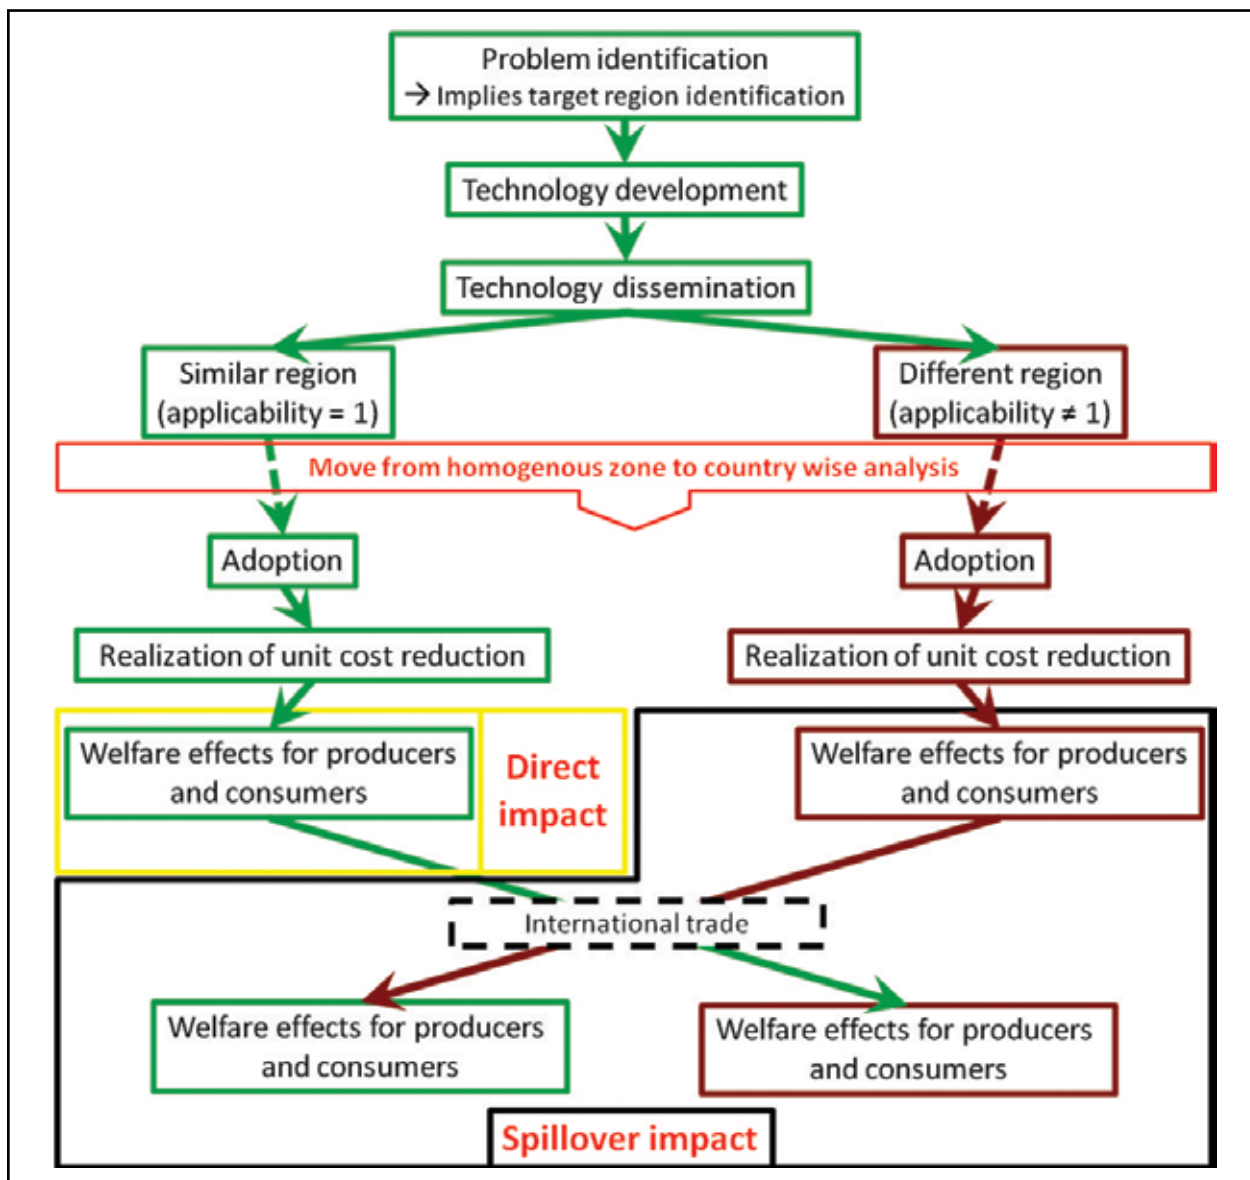 Problem identification
→ Implies target region identification
Technology development
Technology dissemination
Similar region
(applicability = 1)
Different region
(applicability ≠ 1)
Move from homogenous zone to country wise analysis
Adoption
Adoption
Realization of unit cost reduction
Realization of unit cost reduction
Welfare effects for producers
and consumers
Direct
impact
Welfare effects for producers
and consumers
International trade
Welfare effects for producers
and consumers
Welfare effects for producers
and consumers
Spillover impact